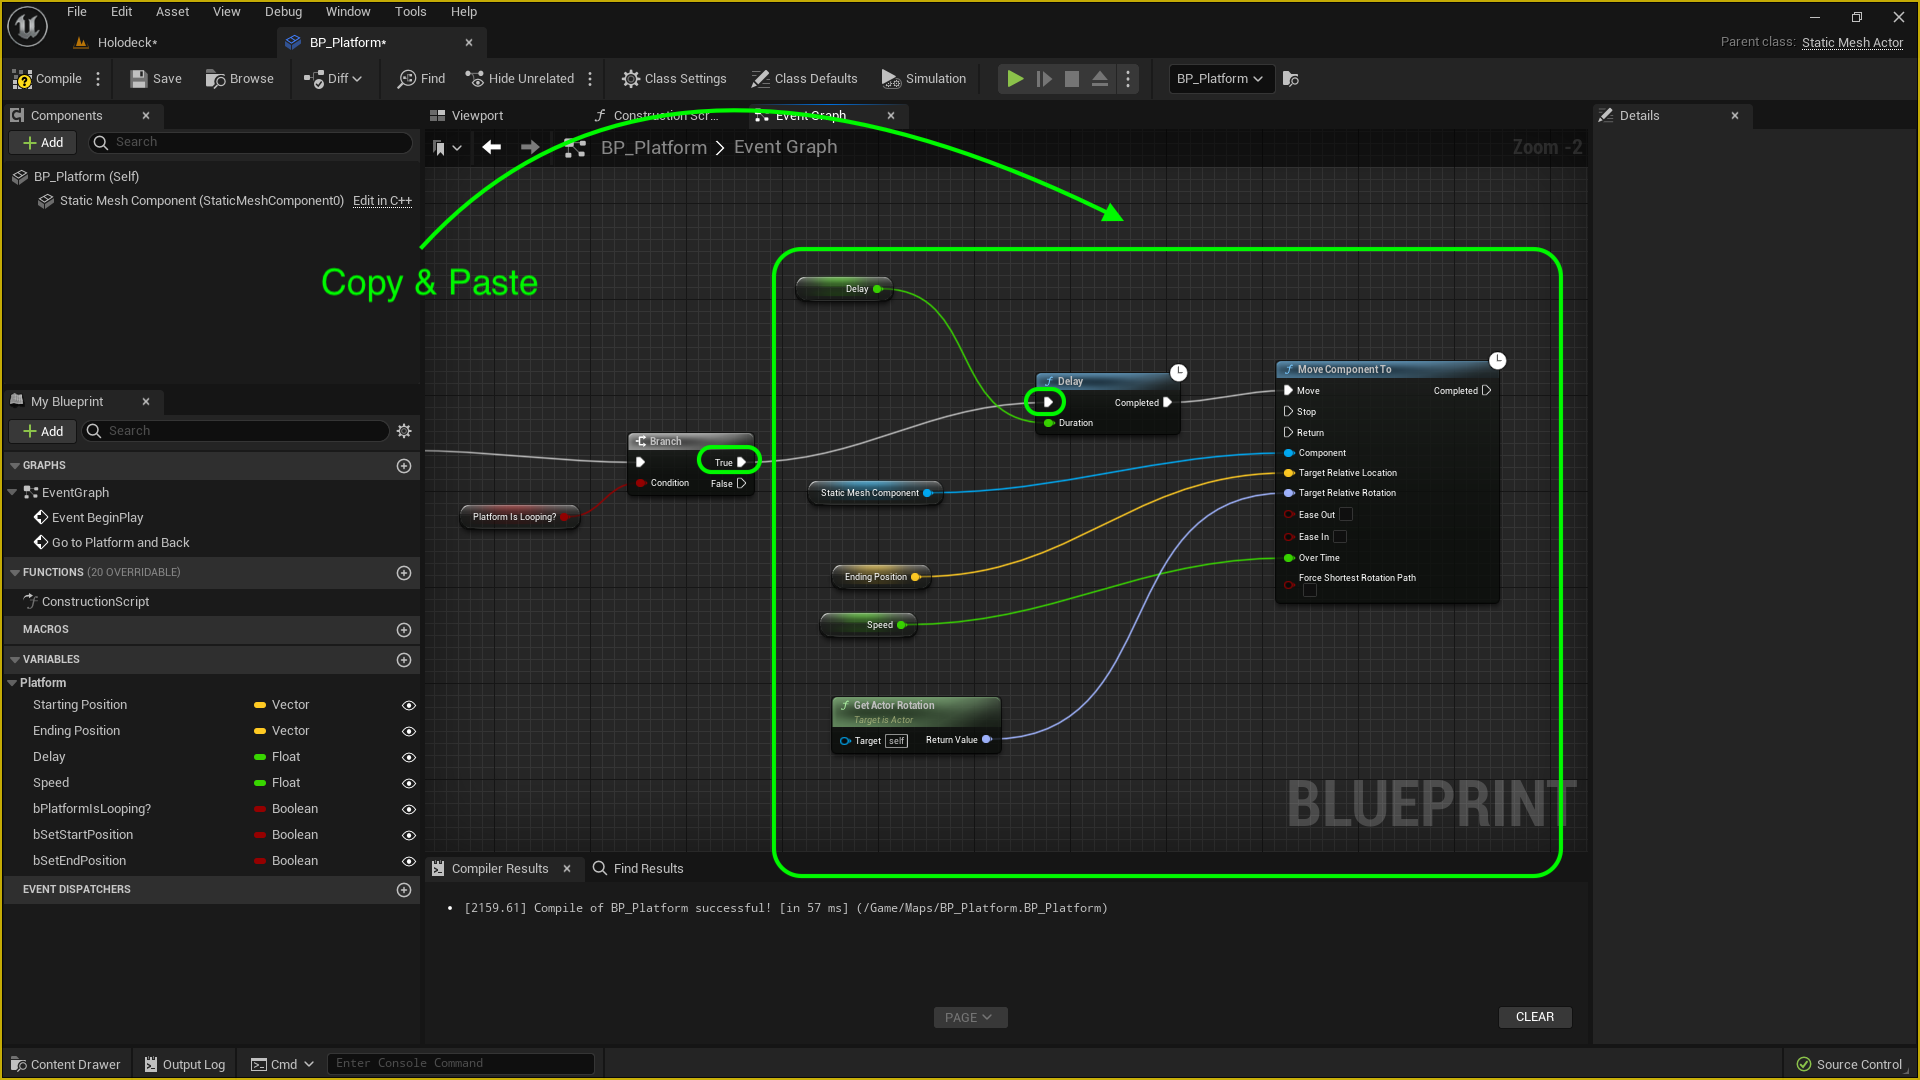 File Edit Asset View Debug Window Tools Help
Holodeck*
BP_Platform*
Parent class: Static Mesh Actor
Compile
Save
Browse
Diff
Find
Hide Unrelated
Class Settings
Class Defaults
Simulation
BP_Platform
Components
Add
Search
BP_Platform (Self)
Static Mesh Component (StaticMeshComponent0) Edit in C++
Viewport
Construction Scr...
Event Graph
BP_Platform > Event Graph
Zoom -2
Details
Copy & Paste
Delay
Delay
Completed
Duration
Move Component To
Move Completed
Stop
Return
Component
Target Relative Location
Target Relative Rotation
Ease Out
Ease In
Over Time
Force Shortest Rotation Path
Branch
True
Condition False
Platform Is Looping?
Static Mesh Component
Ending Position
Speed
Get Actor Rotation
Target is Actor
Target self Return Value
BLUEPRINT
My Blueprint
Add
Search
GRAPHS
EventGraph
Event BeginPlay
Go to Platform and Back
FUNCTIONS (20 OVERRIDABLE)
ConstructionScript
MACROS
VARIABLES
Platform
Starting Position Vector
Ending Position Vector
Delay Float
Speed Float
bPlatformIsLooping? Boolean
bSetStartPosition Boolean
bSetEndPosition Boolean
EVENT DISPATCHERS
Compiler Results
Find Results
[2159.61] Compile of BP_Platform successful! [in 57 ms] (/Game/Maps/BP_Platform.BP_Platform)
PAGE
CLEAR
Content Drawer
Output Log
Cmd
Enter Console Command
Source Control